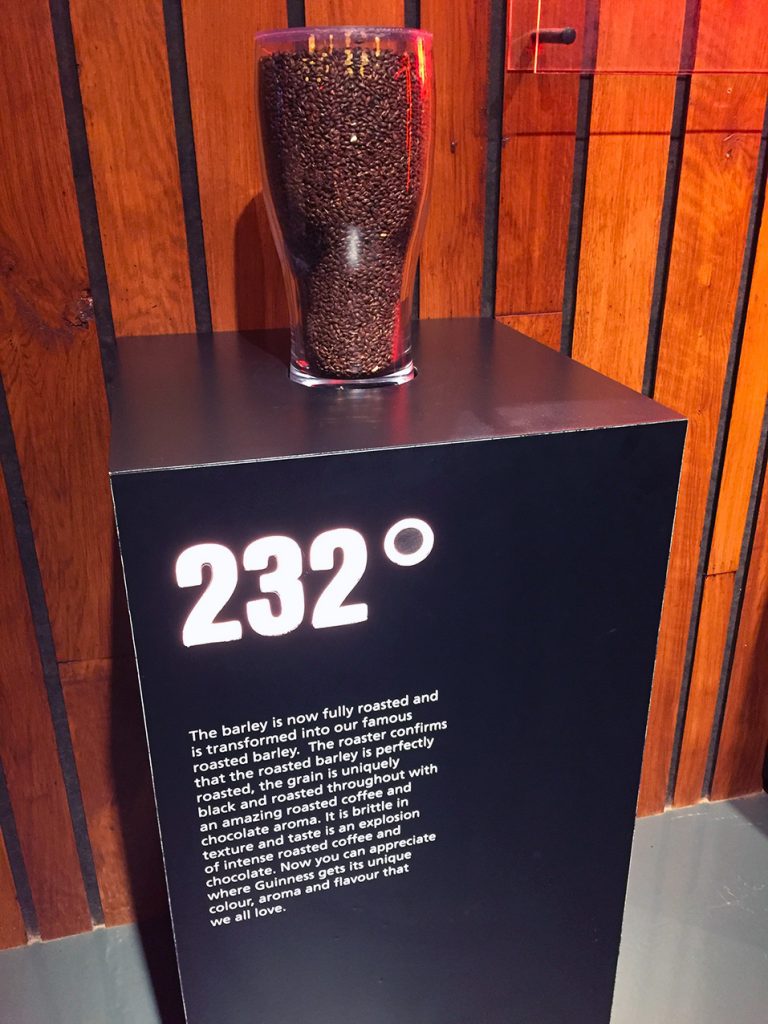 232°
The barley is now fully roasted and
is transformed into our famous
roasted barley.  The roaster confirms
that the roasted barley is perfectly
roasted, the grain is uniquely
black and roasted throughout with
an amazing roasted coffee and
chocolate aroma. It is brittle in
texture and taste is an explosion
of intense roasted coffee and
chocolate. Now you can appreciate
where Guinness gets its unique
colour, aroma and flavour that
we all love.